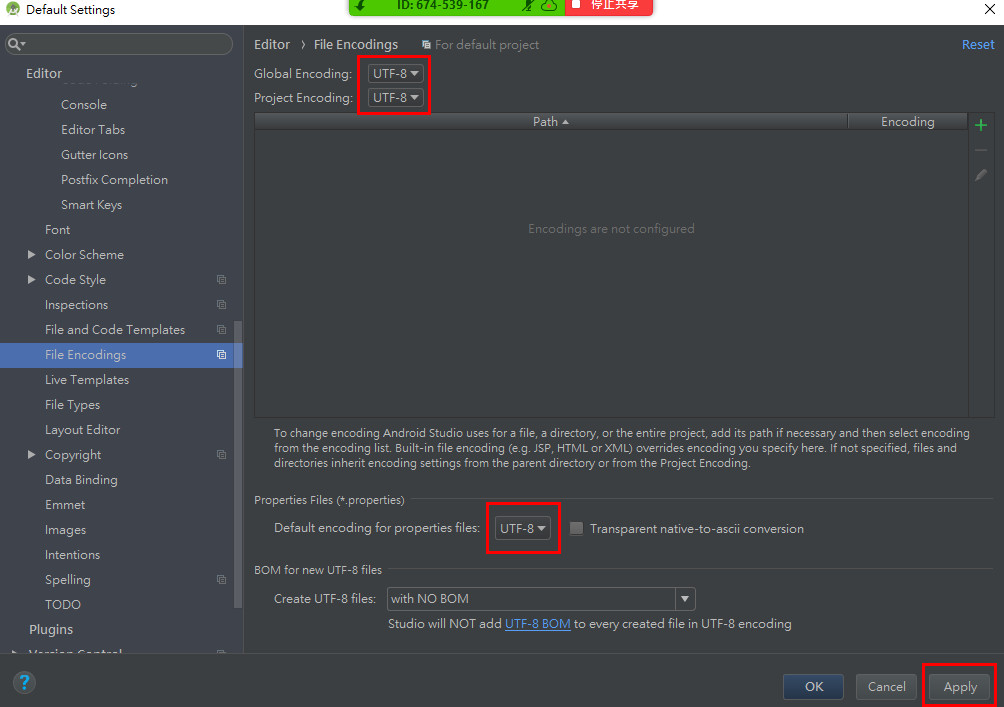 Default Settings
ID: 674-539-167
停止共享
Editor
Console
Editor Tabs
Gutter Icons
Postfix Completion
Smart Keys
Font
Color Scheme
Code Style
Inspections
File and Code Templates
File Encodings
Live Templates
File Types
Layout Editor
Copyright
Data Binding
Emmet
Images
Intentions
Spelling
TODO
Plugins
Version Control
Editor › File Encodings For default project Reset
Global Encoding: UTF-8
Project Encoding: UTF-8
Path Encoding
Encodings are not configured
To change encoding Android Studio uses for a file, a directory, or the entire project, add its path if necessary and then select encoding
from the encoding list. Built-in file encoding (e.g. JSP, HTML or XML) overrides encoding you specify here. If not specified, files and
directories inherit encoding settings from the parent directory or from the Project Encoding.
Properties Files (*.properties)
Default encoding for properties files: UTF-8 Transparent native-to-ascii conversion
BOM for new UTF-8 files
Create UTF-8 files: with NO BOM
Studio will NOT add UTF-8 BOM to every created file in UTF-8 encoding
? OK Cancel Apply